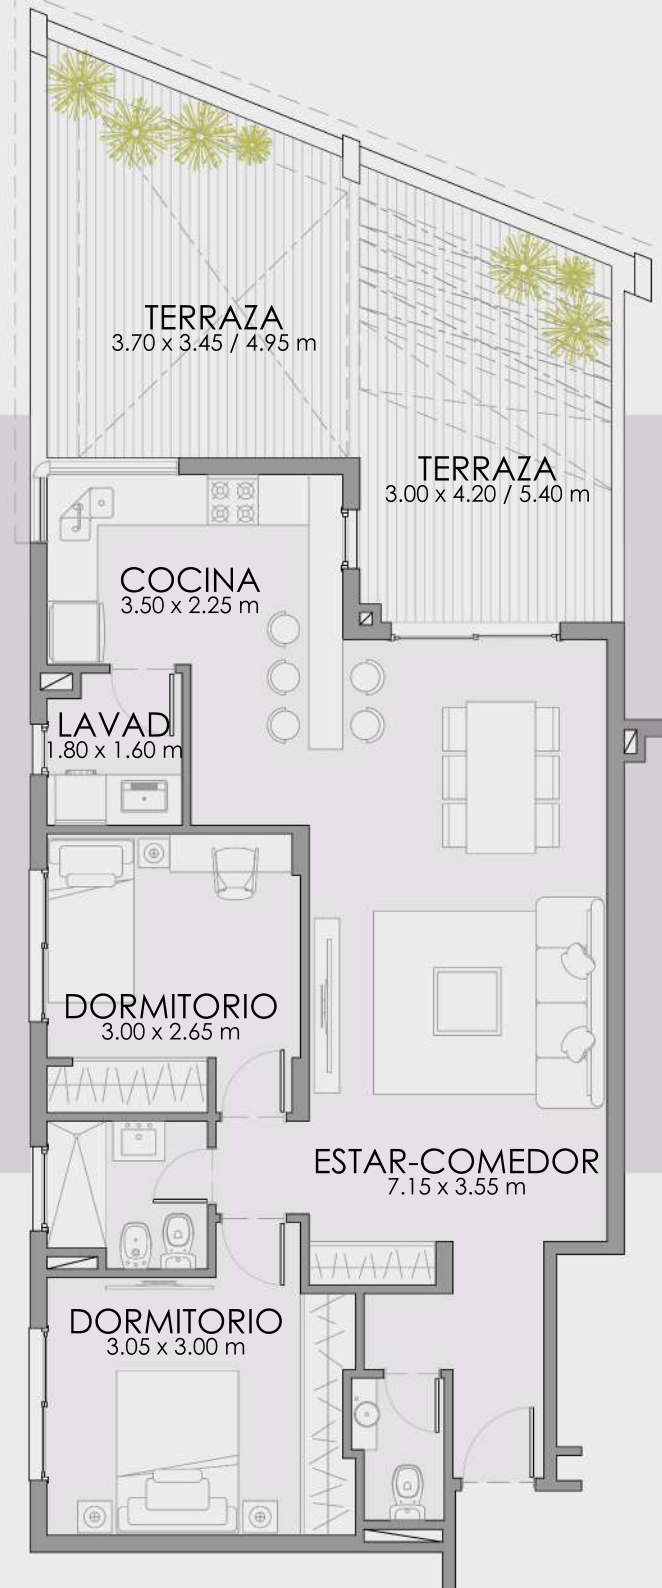 TERRAZA
3.70 x 3.45 / 4.95 m
TERRAZA
3.00 x 4.20 / 5.40 m
COCINA
3.50 x 2.25 m
LAVAD
1.80 x 1.60 m
DORMITORIO
3.00 x 2.65 m
ESTAR-COMEDOR
7.15 x 3.55 m
DORMITORIO
3.05 x 3.00 m